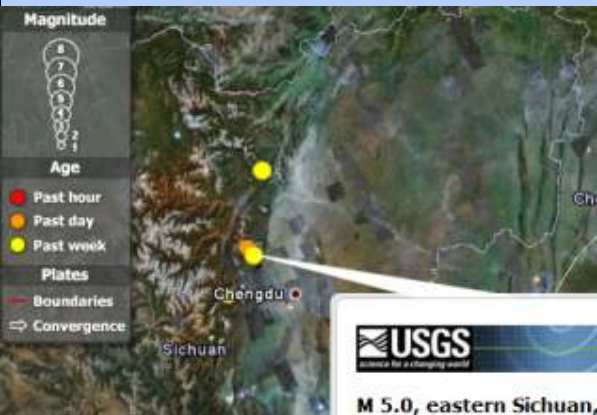 Magnitude
8
7
6
5
4
3
2
1
Age
Past hour
Past day
Past week
Plates
Boundaries
Convergence
Ch
Chengdu
Sichuan
USGS
science for a changing world
M 5.0, eastern Sichuan,